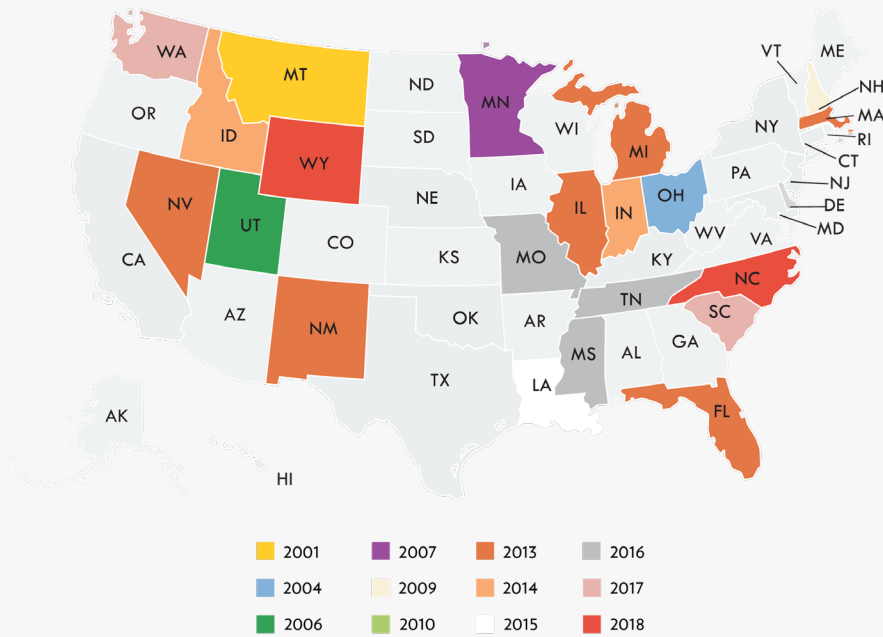 WA
MT
ND
MN
VT
ME
OR
NH
MA
ID
SD
WI
NY
RI
WY
MI
CT
PA
NJ
IA
NE
OH
DE
NV
IL
IN
MD
UT
WV
VA
CO
MO
KS
KY
CA
NC
TN
SC
AZ
NM
OK
AR
GA
MS
AL
TX
LA
FL
AK
HI
2001 2007 2013 2016
2004 2009 2014 2017
2006 2010 2015 2018